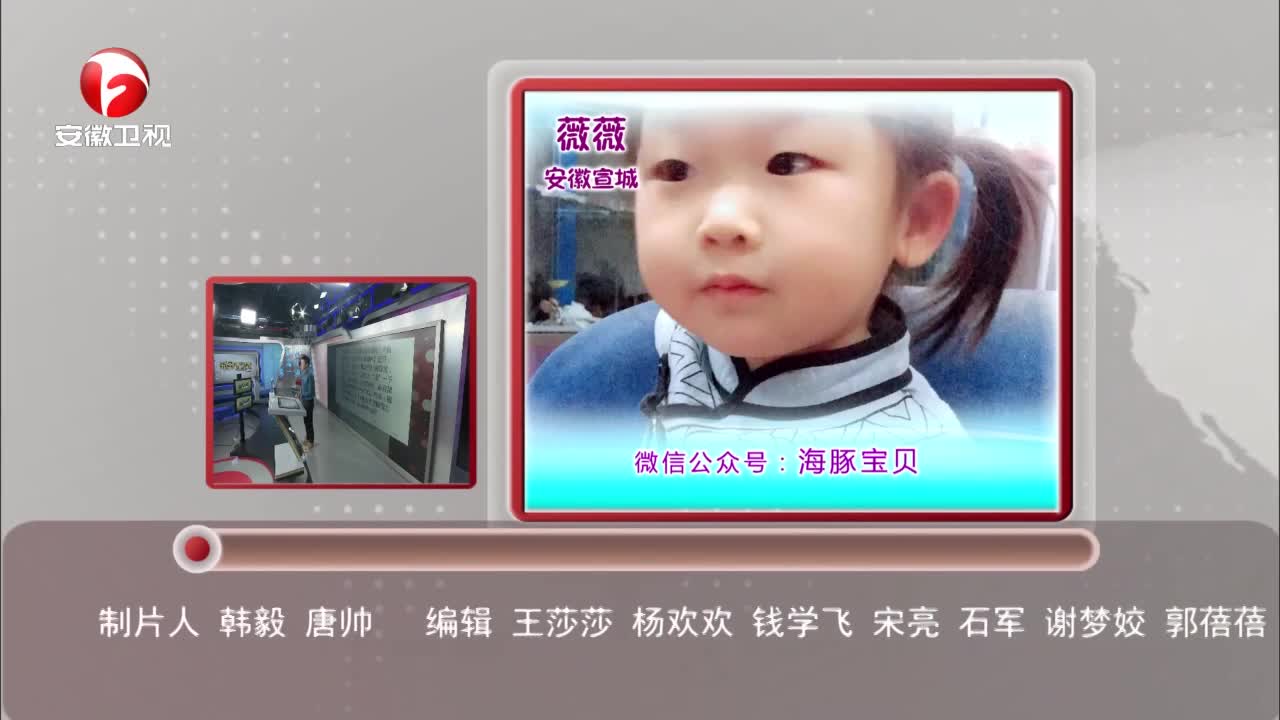 安徽卫视
薇薇
安徽宣城
微信公众号：海豚宝贝
制片人 韩毅 唐帅 编辑 王莎莎 杨欢欢 钱学飞 宋亮 石军 谢梦姣 郭蓓蓓